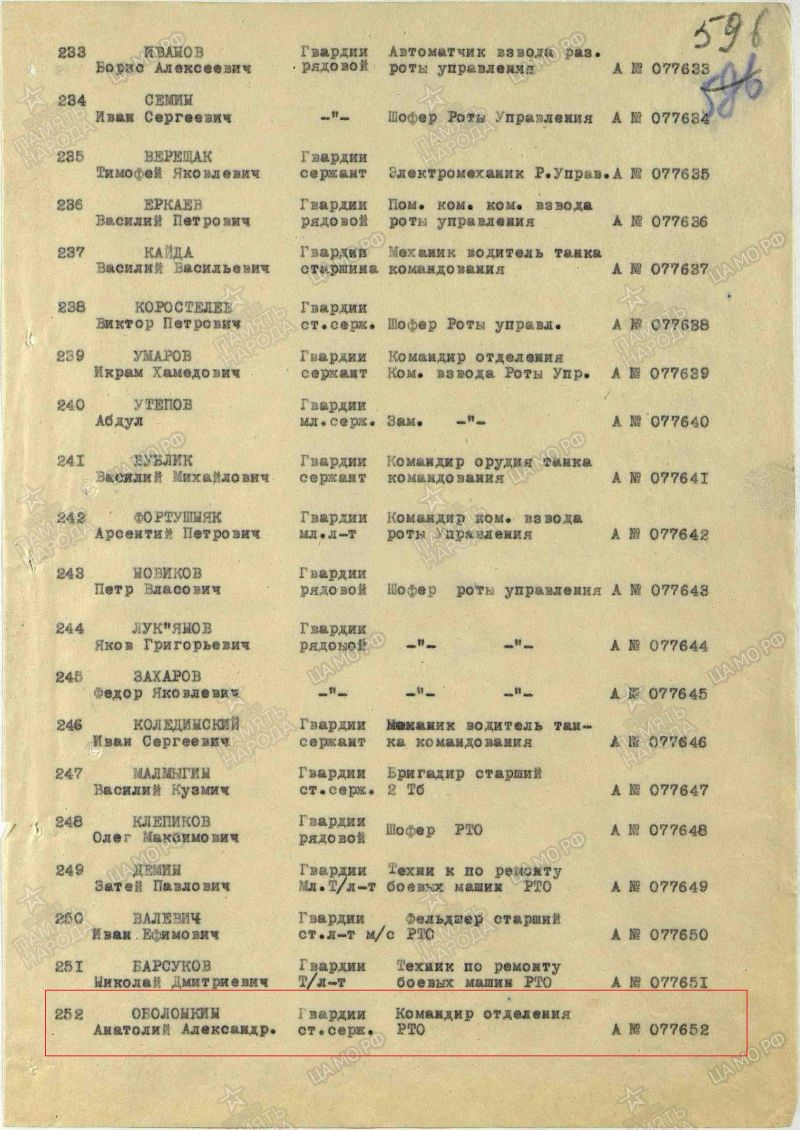 596
596
233 ИВАНОВ Гвардии Автоматчик взвода раз.
Борис Алексеевич рядовой роты управления А № 077633
234 СЕМИН
Иван Сергеевич -"- Шофер Роты Управления А № 077634
235 ВЕРЕЩАК Гвардии
Тимофей Яковлевич сержант Электромеханик Р.Управ. А № 077635
236 ЕРКАЕВ Гвардии Пом. ком. ком. взвода
Василий Петрович рядовой роты управления А № 077636
237 КАЙДА Гвардии Механик водитель танка
Василий Васильевич старшина командования А № 077637
238 КОРОСТЕЛЕВ Гвардии
Виктор Петрович ст.серж. Шофер Роты управл. А № 077638
239 УМАРОВ Гвардии Командир отделения
Икрам Хамедович сержант Ком. взвода Роты Упр. А № 077639
240 УТЕПОВ Гвардии
Абдул мл.серж. Зам. -"- А № 077640
241 БУБЛИК Гвардии Командир орудия танка
Василий Михайлович сержант командования А № 077641
242 ФОРТУШНЯК Гвардии Командир ком. взвода
Арсентий Петрович мл.л-т роты Управления А № 077642
243 НОВИКОВ Гвардии
Петр Власович рядовой Шофер роты управления А № 077643
244 ЛУК"ЯНОВ Гвардии
Яков Григорьевич рядовой -"- -"- А № 077644
245 ЗАХАРОВ
Федор Яковлевич -"- -"- -"- А № 077645
246 КОЛЕДИНСКИЙ Гвардии Механик водитель тан-
Иван Сергеевич сержант ка командования А № 077646
247 МАЛМЫГИН Гвардии Бригадир старший
Василий Кузмич ст.серж. 2 Тб А № 077647
248 КЛЕПИКОВ Гвардии
Олег Максимович рядовой Шофер РТО А № 077648
249 ДЕМИН Гвардии Техни к по ремонту
Затей Павлович Мл.Т/л-т боевых машин РТО А № 077649
250 ВАЛЕВИЧ Гвардии Фельдшер старший
Иван Ефимович ст.л-т м/с РТО А № 077650
251 БАРСУКОВ Гвардии Техник по ремонту
Николай Дмитриевич Т/л-т боевых машин РТО А № 077651
252 ОБОЛОНКИН Гвардии Командир отделения
Анатолий Александр. ст.серж. РТО А № 077652